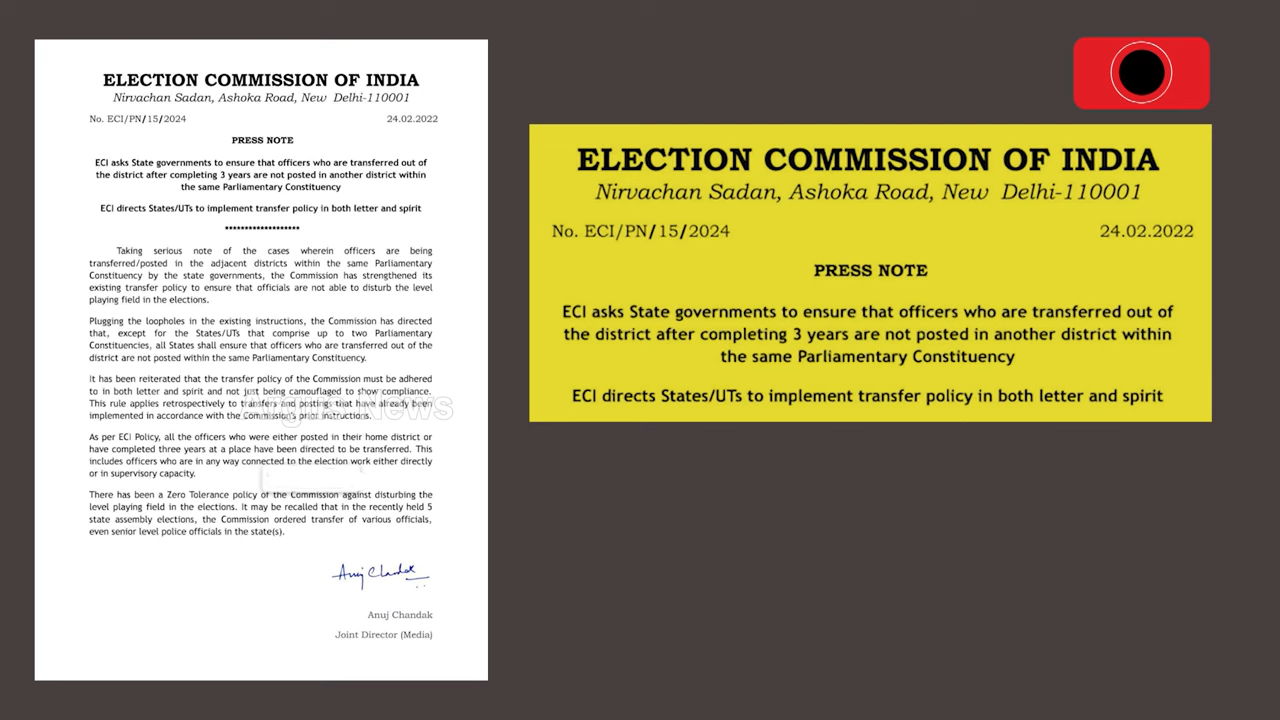 ELECTION COMMISSION OF INDIA
Nirvachan Sadan, Ashoka Road, New Delhi-110001
No. ECI/PN/15/2024 24.02.2022
PRESS NOTE
ECI asks State governments to ensure that officers who are transferred out of
the district after completing 3 years are not posted in another district within
the same Parliamentary Constituency
ECI directs States/UTs to implement transfer policy in both letter and spirit
******************
Taking serious note of the cases wherein officers are being
transferred/posted in the adjacent districts within the same Parliamentary
Constituency by the state governments, the Commission has strengthened its
existing transfer policy to ensure that officials are not able to disturb the level
playing field in the elections.
Plugging the loopholes in the existing instructions, the Commission has directed
that, except for the States/UTs that comprise up to two Parliamentary
Constituencies, all States shall ensure that officers who are transferred out of the
district are not posted within the same Parliamentary Constituency.
It has been reiterated that the transfer policy of the Commission must be adhered
to in both letter and spirit and not just being camouflaged to show compliance.
This rule applies retrospectively to transfers and postings that have already been
implemented in accordance with the Commission's prior instructions.
As per ECI Policy, all the officers who were either posted in their home district or
have completed three years at a place have been directed to be transferred. This
includes officers who are in any way connected to the election work either directly
or in supervisory capacity.
There has been a Zero Tolerance policy of the Commission against disturbing the
level playing field in the elections. It may be recalled that in the recently held 5
state assembly elections, the Commission ordered transfer of various officials,
even senior level police officials in the state(s).
Anuj Chandak
Anuj Chandak
Joint Director (Media)
Argus News
ELECTION COMMISSION OF INDIA
Nirvachan Sadan, Ashoka Road, New Delhi-110001
No. ECI/PN/15/2024 24.02.2022
PRESS NOTE
ECI asks State governments to ensure that officers who are transferred out of
the district after completing 3 years are not posted in another district within
the same Parliamentary Constituency
ECI directs States/UTs to implement transfer policy in both letter and spirit